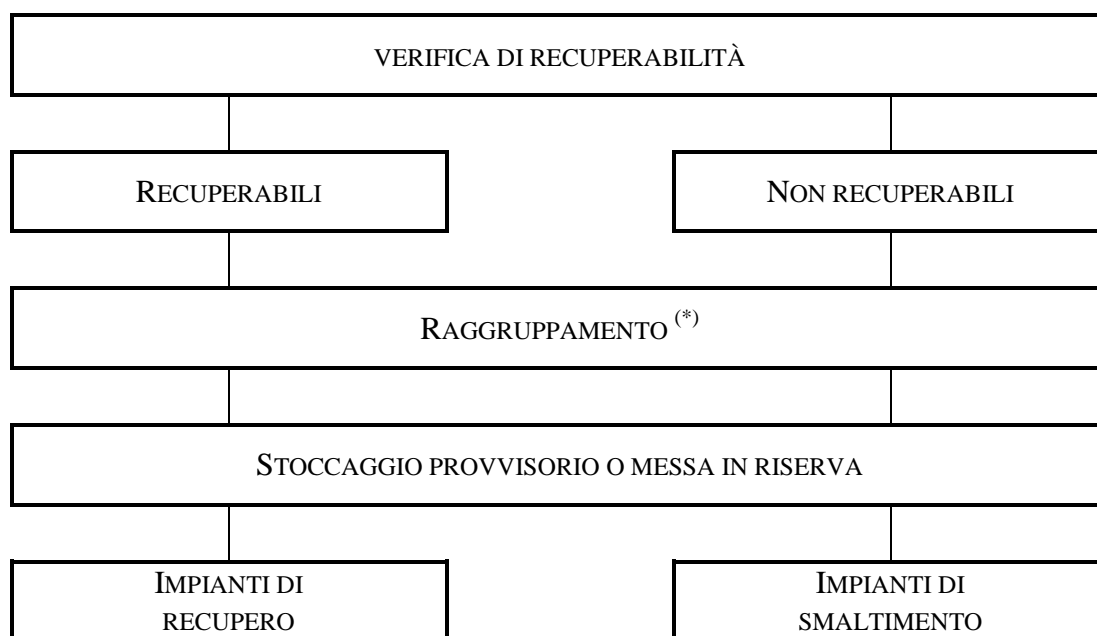 VERIFICA DI RECUPERABILITÀ
RECUPERABILI
NON RECUPERABILI
RAGGRUPPAMENTO (*)
STOCCAGGIO PROVVISORIO O MESSA IN RISERVA
IMPIANTI DI
RECUPERO
IMPIANTI DI
SMALTIMENTO